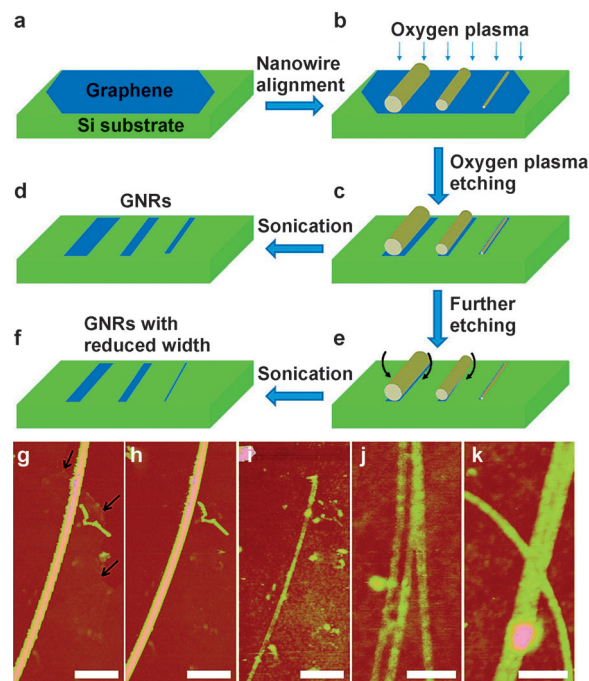 a
b
Oxygen plasma
Nanowire
alignment
Graphene
Si substrate
Oxygen plasma
etching
d
GNRs
Sonication
c
Further
etching
f
GNRs with
reduced width
Sonication
e
g
h
i
j
k